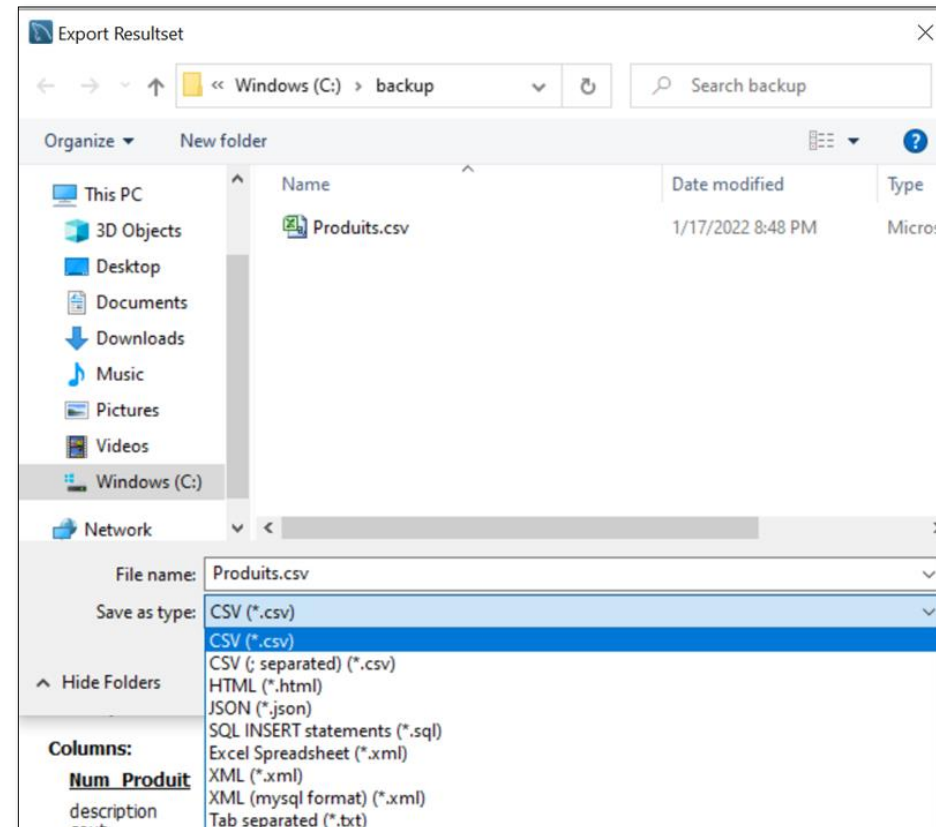 Export Resultset
« Windows (C:) › backup
Search backup
Organize
New folder
Name
Date modified
Type
This PC
3D Objects
Desktop
Documents
Downloads
Music
Pictures
Videos
Windows (C:)
Network
Produits.csv
1/17/2022 8:48 PM
Micros
File name: Produits.csv
Save as type: CSV (*.csv)
CSV (*.csv)
CSV (; separated) (*.csv)
HTML (*.html)
JSON (*.json)
SQL INSERT statements (*.sql)
Excel Spreadsheet (*.xml)
XML (*.xml)
XML (mysql format) (*.xml)
Tab separated (*.txt)
Hide Folders
Columns:
Num_Produit
description